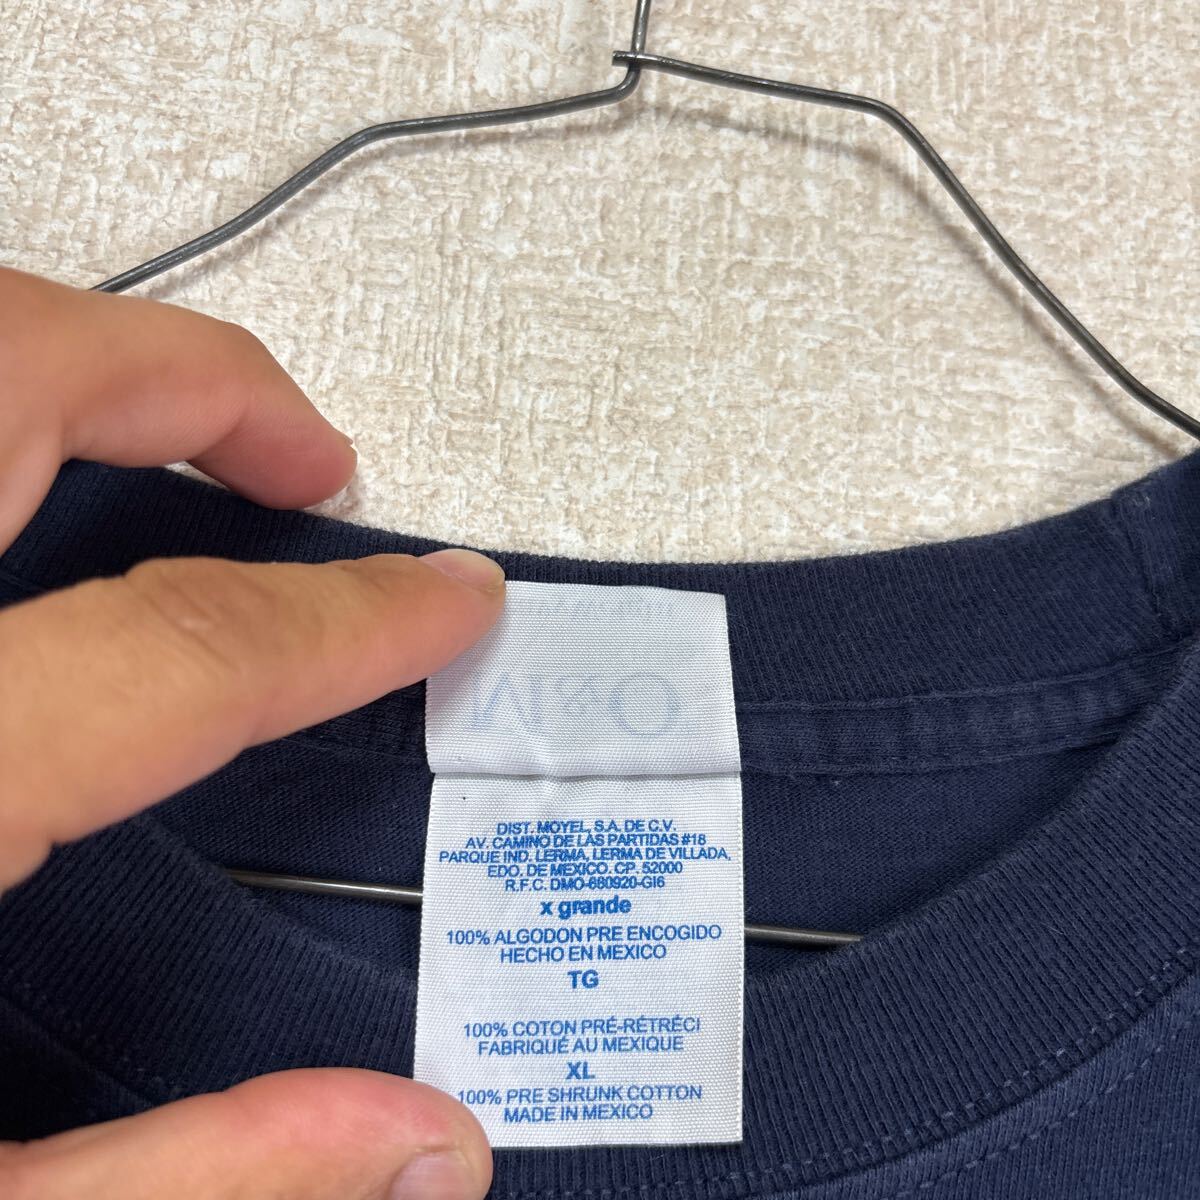 DIST. MOYEL, S.A. DE C.V.
AV. CAMINO DE LAS PARTIDAS #18
PARQUE IND. LERMA, LERMA DE VILLADA,
EDO. DE MEXICO. CP. 52000
R.F.C. DMO-660920-GI6
x grande
100% ALGODON PRE ENCOGIDO
HECHO EN MEXICO
TG
100% COTON PRÉ-RÉTRÉCI
FABRIQUÉ AU MEXIQUE
XL
100% PRE SHRUNK COTTON
MADE IN MEXICO